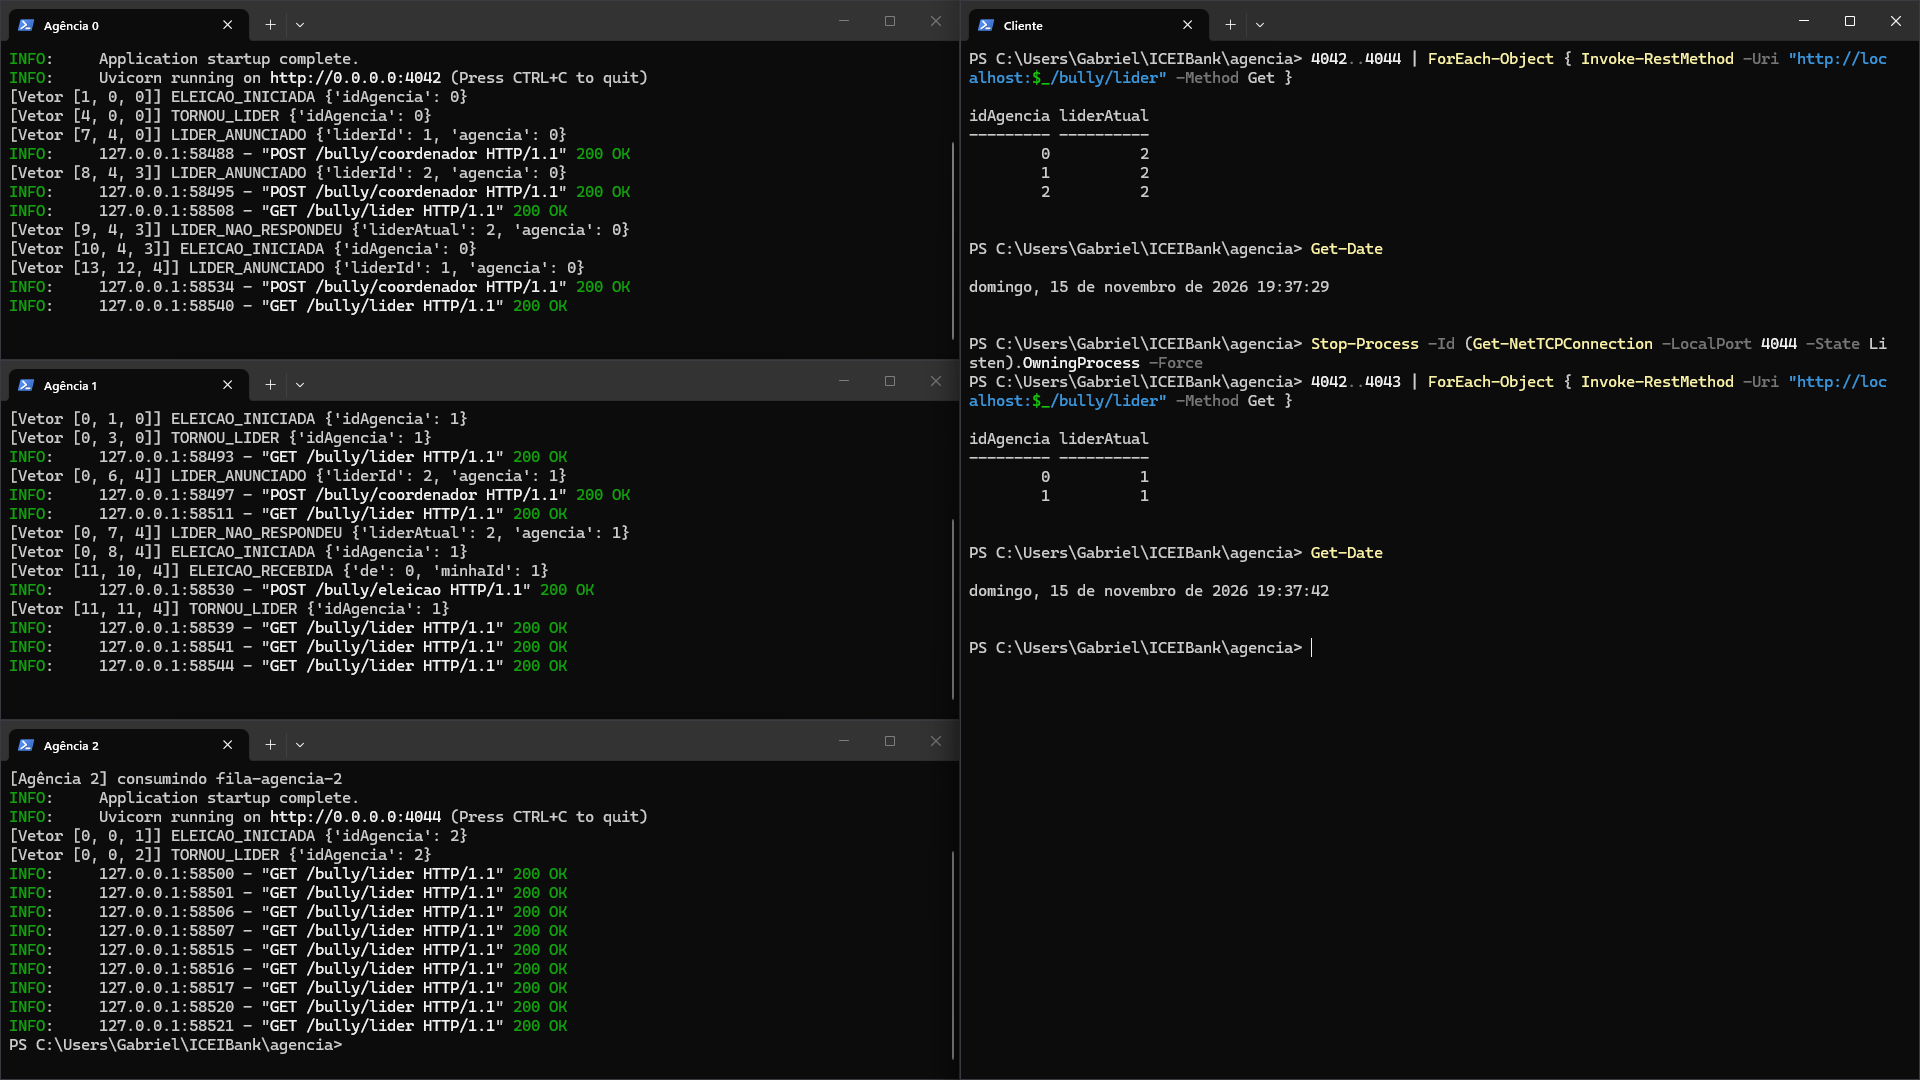 Agência 0
INFO:     Application startup complete.
INFO:     Uvicorn running on http://0.0.0.0:4042 (Press CTRL+C to quit)
[Vetor [1, 0, 0]] ELEICAO_INICIADA {'idAgencia': 0}
[Vetor [4, 0, 0]] TORNOU_LIDER {'idAgencia': 0}
[Vetor [7, 4, 0]] LIDER_ANUNCIADO {'liderId': 1, 'agencia': 0}
INFO:     127.0.0.1:58488 - "POST /bully/coordenador HTTP/1.1" 200 OK
[Vetor [8, 4, 3]] LIDER_ANUNCIADO {'liderId': 2, 'agencia': 0}
INFO:     127.0.0.1:58495 - "POST /bully/coordenador HTTP/1.1" 200 OK
INFO:     127.0.0.1:58508 - "GET /bully/lider HTTP/1.1" 200 OK
[Vetor [9, 4, 3]] LIDER_NAO_RESPONDEU {'liderAtual': 2, 'agencia': 0}
[Vetor [10, 4, 3]] ELEICAO_INICIADA {'idAgencia': 0}
[Vetor [13, 12, 4]] LIDER_ANUNCIADO {'liderId': 1, 'agencia': 0}
INFO:     127.0.0.1:58534 - "POST /bully/coordenador HTTP/1.1" 200 OK
INFO:     127.0.0.1:58540 - "GET /bully/lider HTTP/1.1" 200 OK
Agência 1
[Vetor [0, 1, 0]] ELEICAO_INICIADA {'idAgencia': 1}
[Vetor [0, 3, 0]] TORNOU_LIDER {'idAgencia': 1}
INFO:     127.0.0.1:58493 - "GET /bully/lider HTTP/1.1" 200 OK
[Vetor [0, 6, 4]] LIDER_ANUNCIADO {'liderId': 2, 'agencia': 1}
INFO:     127.0.0.1:58497 - "POST /bully/coordenador HTTP/1.1" 200 OK
INFO:     127.0.0.1:58511 - "GET /bully/lider HTTP/1.1" 200 OK
[Vetor [0, 7, 4]] LIDER_NAO_RESPONDEU {'liderAtual': 2, 'agencia': 1}
[Vetor [0, 8, 4]] ELEICAO_INICIADA {'idAgencia': 1}
[Vetor [11, 10, 4]] ELEICAO_RECEBIDA {'de': 0, 'minhaId': 1}
INFO:     127.0.0.1:58530 - "POST /bully/eleicao HTTP/1.1" 200 OK
[Vetor [11, 11, 4]] TORNOU_LIDER {'idAgencia': 1}
INFO:     127.0.0.1:58539 - "GET /bully/lider HTTP/1.1" 200 OK
INFO:     127.0.0.1:58541 - "GET /bully/lider HTTP/1.1" 200 OK
INFO:     127.0.0.1:58544 - "GET /bully/lider HTTP/1.1" 200 OK
Agência 2
[Agência 2] consumindo fila-agencia-2
INFO:     Application startup complete.
INFO:     Uvicorn running on http://0.0.0.0:4044 (Press CTRL+C to quit)
[Vetor [0, 0, 1]] ELEICAO_INICIADA {'idAgencia': 2}
[Vetor [0, 0, 2]] TORNOU_LIDER {'idAgencia': 2}
INFO:     127.0.0.1:58500 - "GET /bully/lider HTTP/1.1" 200 OK
INFO:     127.0.0.1:58501 - "GET /bully/lider HTTP/1.1" 200 OK
INFO:     127.0.0.1:58506 - "GET /bully/lider HTTP/1.1" 200 OK
INFO:     127.0.0.1:58507 - "GET /bully/lider HTTP/1.1" 200 OK
INFO:     127.0.0.1:58515 - "GET /bully/lider HTTP/1.1" 200 OK
INFO:     127.0.0.1:58516 - "GET /bully/lider HTTP/1.1" 200 OK
INFO:     127.0.0.1:58517 - "GET /bully/lider HTTP/1.1" 200 OK
INFO:     127.0.0.1:58520 - "GET /bully/lider HTTP/1.1" 200 OK
INFO:     127.0.0.1:58521 - "GET /bully/lider HTTP/1.1" 200 OK
PS C:\Users\Gabriel\ICEIBank\agencia>
Cliente
PS C:\Users\Gabriel\ICEIBank\agencia> 4042..4044 | ForEach-Object { Invoke-RestMethod -Uri "http://loc
alhost:$_/bully/lider" -Method Get }
idAgencia liderAtual
--------- ----------
        0          2
        1          2
        2          2
PS C:\Users\Gabriel\ICEIBank\agencia> Get-Date
domingo, 15 de novembro de 2026 19:37:29
PS C:\Users\Gabriel\ICEIBank\agencia> Stop-Process -Id (Get-NetTCPConnection -LocalPort 4044 -State Li
sten).OwningProcess -Force
PS C:\Users\Gabriel\ICEIBank\agencia> 4042..4043 | ForEach-Object { Invoke-RestMethod -Uri "http://loc
alhost:$_/bully/lider" -Method Get }
idAgencia liderAtual
--------- ----------
        0          1
        1          1
PS C:\Users\Gabriel\ICEIBank\agencia> Get-Date
domingo, 15 de novembro de 2026 19:37:42
PS C:\Users\Gabriel\ICEIBank\agencia>